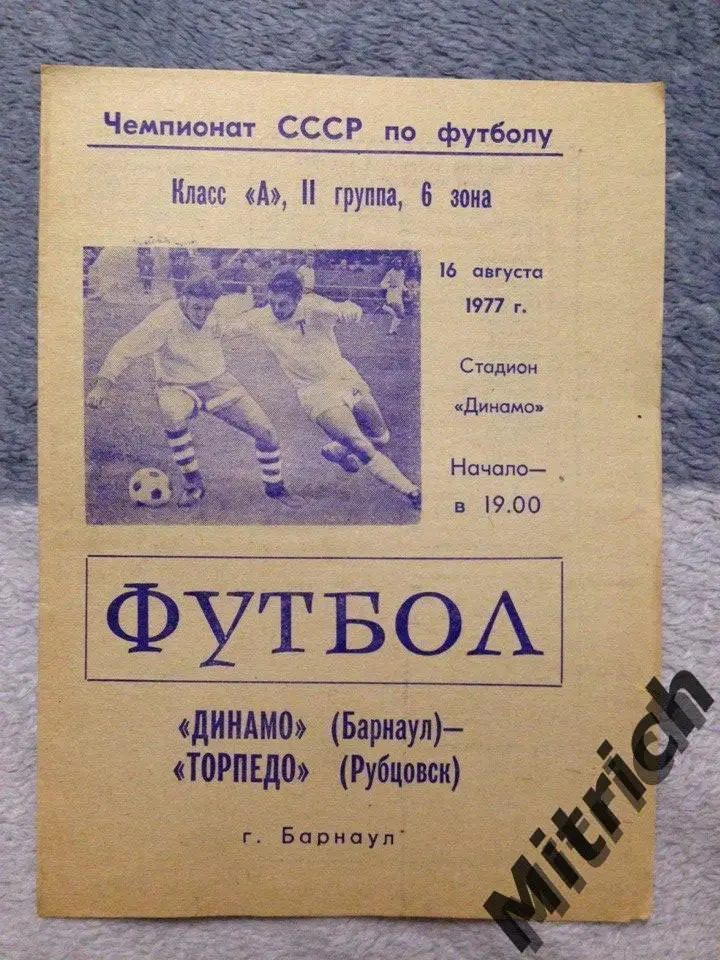 Чемпионат СССР по футболу
Класс «А», II группа, 6 зона
16 августа
1977 г.
Стадион
«Динамо»
Начало—
в 19.00
ФУТБОЛ
«ДИНАМО» (Барнаул)—
«ТОРПЕДО» (Рубцовск)
г. Барнаул
Mitrich